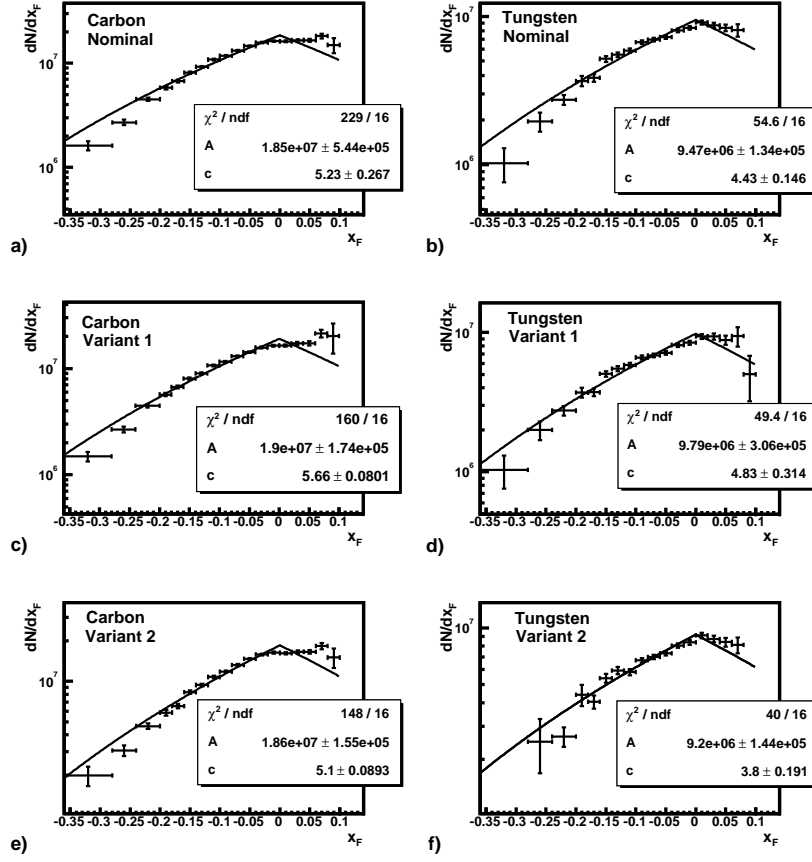 dN/dx_F
Carbon
Nominal
10^7
10^6
χ^2 / ndf 229 / 16
A 1.85e+07 ± 5.44e+05
c 5.23 ± 0.267
-0.35 -0.3 -0.25 -0.2 -0.15 -0.1 -0.05 0 0.05 0.1
x_F
a)
dN/dx_F
Tungsten
Nominal
10^7
10^6
χ^2 / ndf 54.6 / 16
A 9.47e+06 ± 1.34e+05
c 4.43 ± 0.146
-0.35 -0.3 -0.25 -0.2 -0.15 -0.1 -0.05 0 0.05 0.1
x_F
b)
dN/dx_F
Carbon
Variant 1
10^7
10^6
χ^2 / ndf 160 / 16
A 1.9e+07 ± 1.74e+05
c 5.66 ± 0.0801
-0.35 -0.3 -0.25 -0.2 -0.15 -0.1 -0.05 0 0.05 0.1
x_F
c)
dN/dx_F
Tungsten
Variant 1
10^7
10^6
χ^2 / ndf 49.4 / 16
A 9.79e+06 ± 3.06e+05
c 4.83 ± 0.314
-0.35 -0.3 -0.25 -0.2 -0.15 -0.1 -0.05 0 0.05 0.1
x_F
d)
dN/dx_F
Carbon
Variant 2
10^7
χ^2 / ndf 148 / 16
A 1.86e+07 ± 1.55e+05
c 5.1 ± 0.0893
-0.35 -0.3 -0.25 -0.2 -0.15 -0.1 -0.05 0 0.05 0.1
x_F
e)
dN/dx_F
Tungsten
Variant 2
10^7
χ^2 / ndf 40 / 16
A 9.2e+06 ± 1.44e+05
c 3.8 ± 0.191
-0.35 -0.3 -0.25 -0.2 -0.15 -0.1 -0.05 0 0.05 0.1
x_F
f)